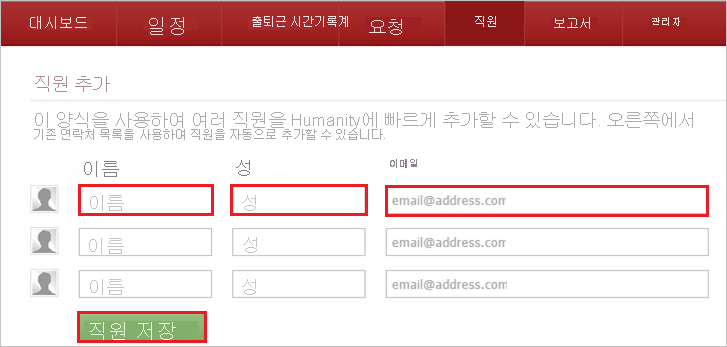 대시보드 일정 출퇴근 시간기록계 요청 직원 보고서 관리자
직원 추가
이 양식을 사용하여 여러 직원을 Humanity에 빠르게 추가할 수 있습니다. 오른쪽에서
기존 연락처 목록을 사용하여 직원을 자동으로 추가할 수 있습니다.
이름 성 이메일
이름 성 email@address.com
이름 성 email@address.com
이름 성 email@address.com
직원 저장